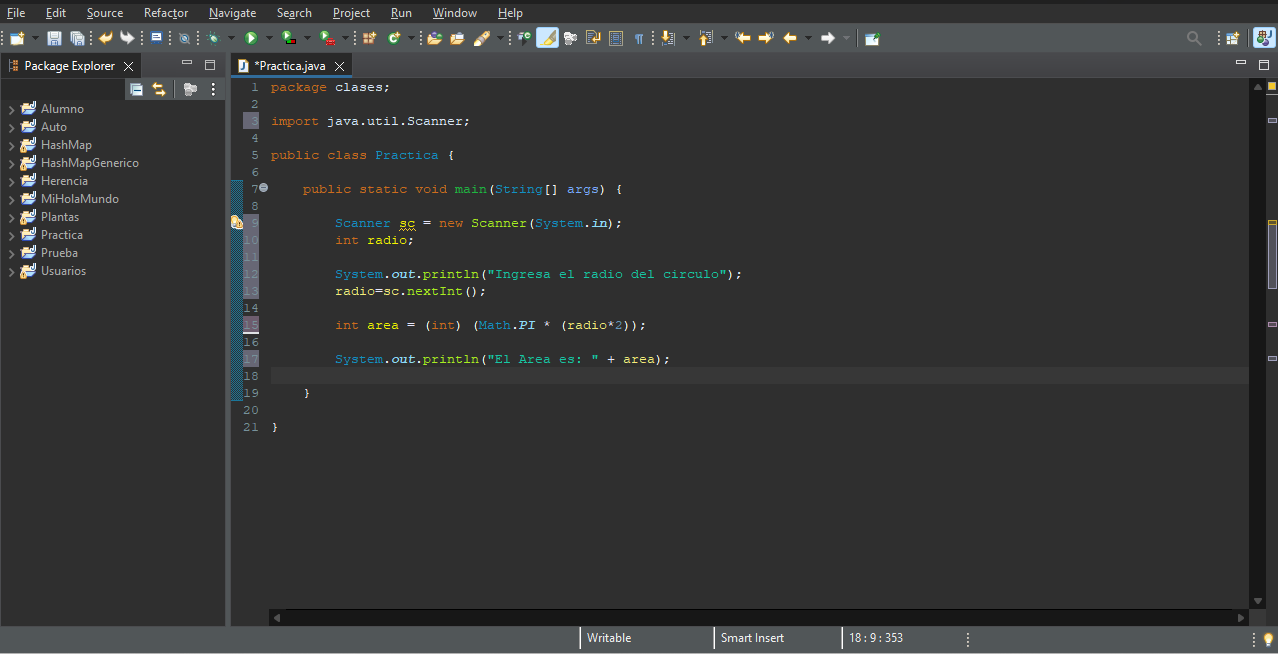 File Edit Source Refactor Navigate Search Project Run Window Help
Package Explorer
*Practica.java
Alumno
Auto
HashMap
HashMapGenerico
Herencia
MiHolaMundo
Plantas
Practica
Prueba
Usuarios
1 package clases;
2
3 import java.util.Scanner;
4
5 public class Practica {
6
7 public static void main(String[] args) {
8
9 Scanner sc = new Scanner(System.in);
10 int radio;
11
12 System.out.println("Ingresa el radio del circulo");
13 radio=sc.nextInt();
14
15 int area = (int) (Math.PI * (radio*2));
16
17 System.out.println("El Area es: " + area);
18
19 }
20
21 }
Writable Smart Insert 18 : 9 : 353